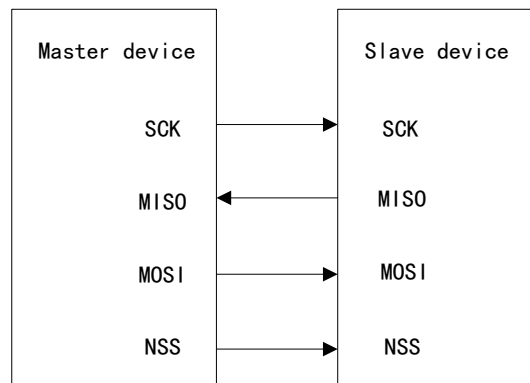 Master device
Slave device
SCK
SCK
MISO
MISO
MOSI
MOSI
NSS
NSS